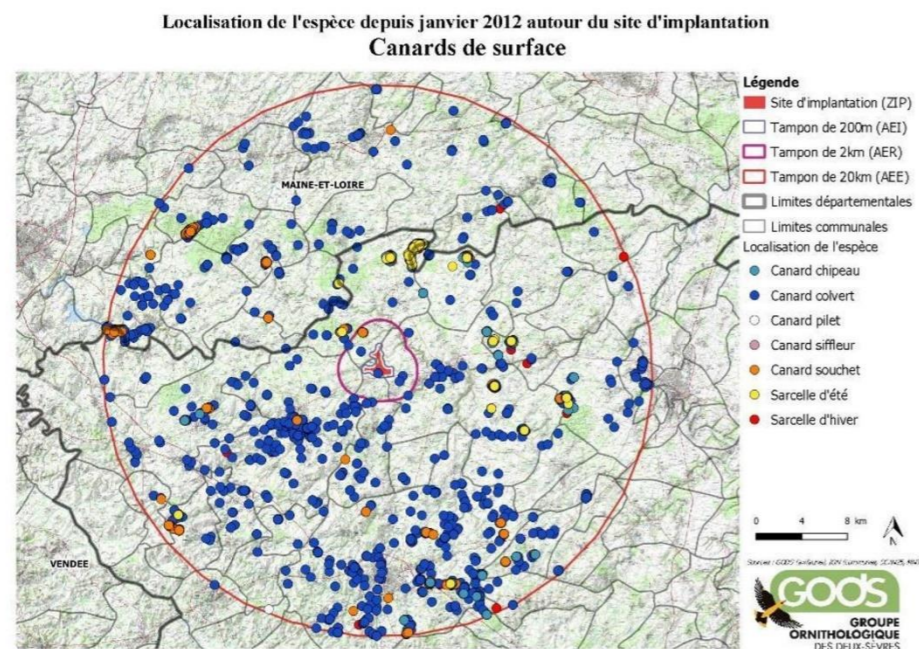 Localisation de l'espèce depuis janvier 2012 autour du site d'implantation
Canards de surface
MAINE-ET-LOIRE
VENDEE
Légende
Site d'implantation (ZIP)
Tampon de 200m (AEI)
Tampon de 2km (AER)
Tampon de 20km (AEE)
Limites départementales
Limites communales
Localisation de l'espèce
Canard chipeau
Canard colvert
Canard pilet
Canard siffleur
Canard souchet
Sarcelle d'été
Sarcelle d'hiver
0 4 8 km
N
GODS
GROUPE
ORNITHOLOGIQUE
DES DEUX-SÈVRES